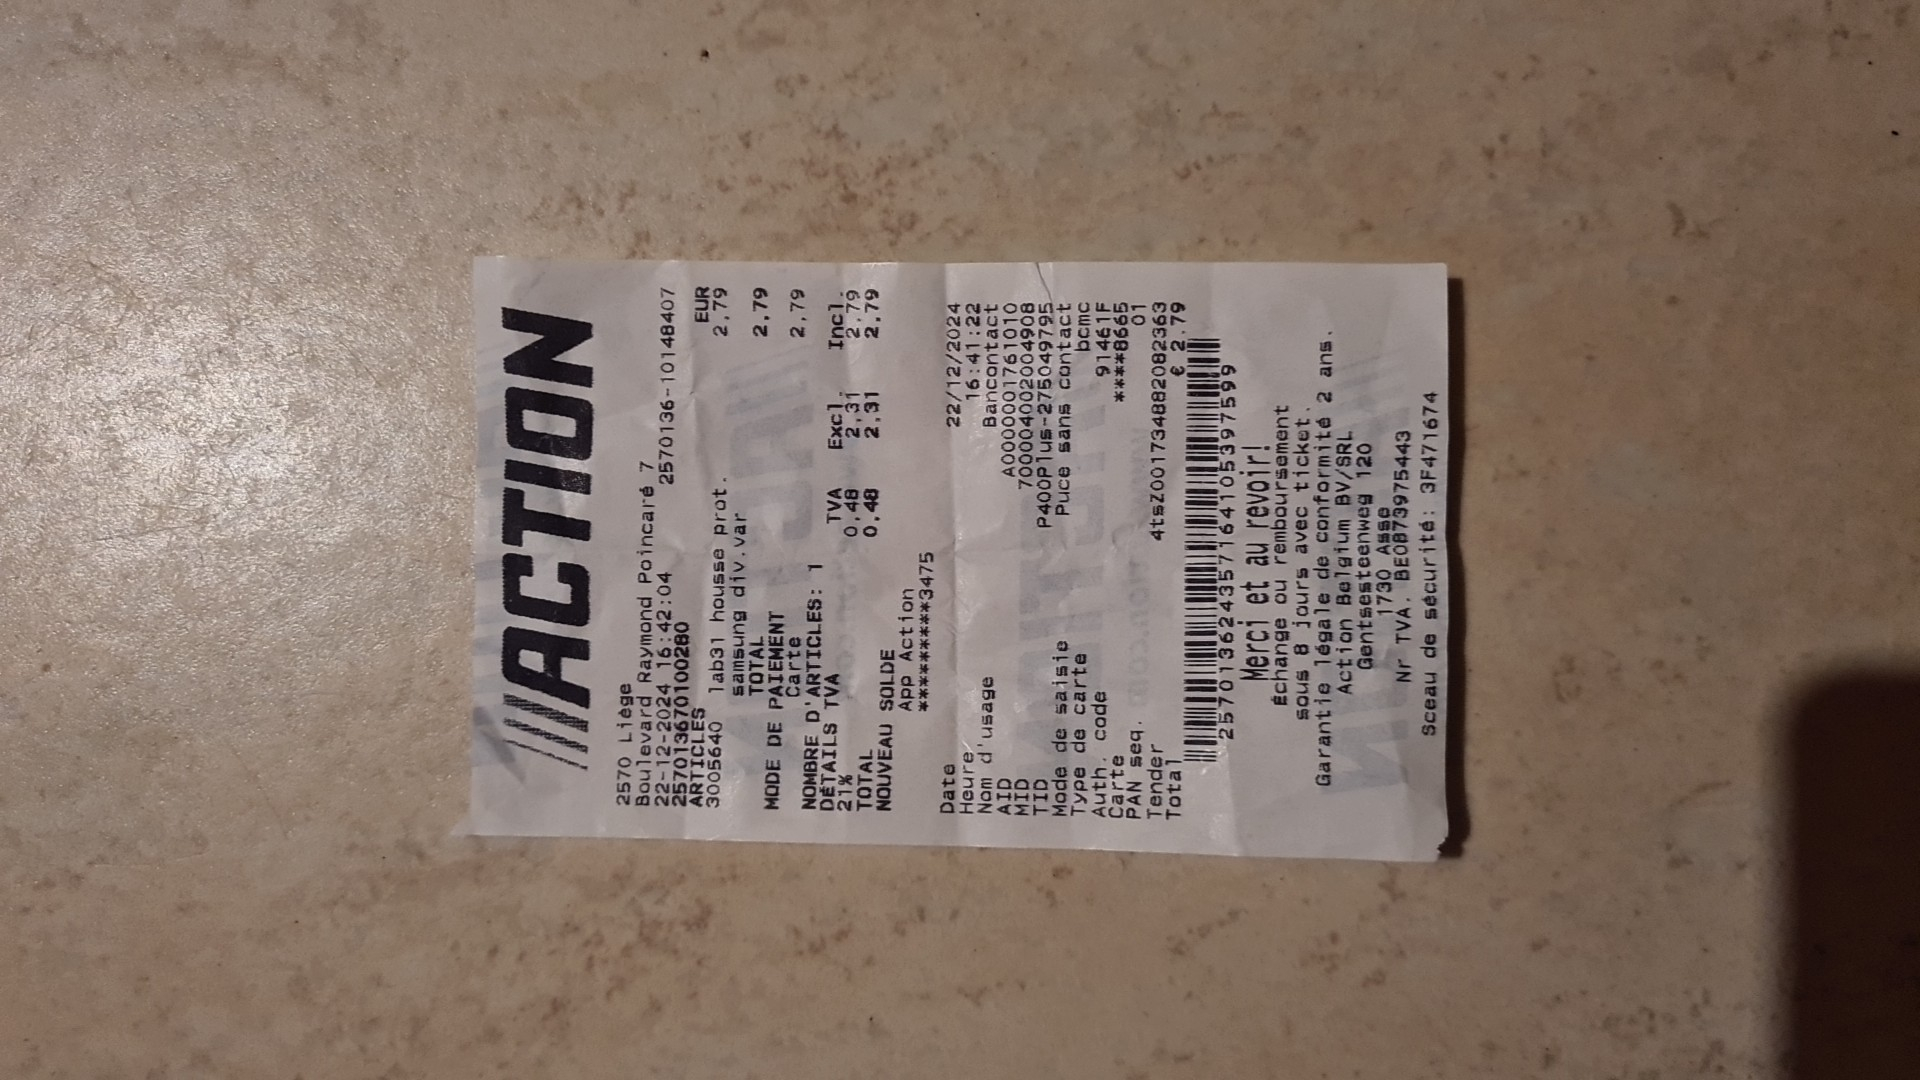 ACTION
2570 Liège
Boulevard Raymond Poincaré 7
22-12-2024 16:42:04 2570136-10148407
257013670100280
ARTICLES EUR
3005640 lab31 housse prot. 2,79
samsung div.var
TOTAL 2,79
MODE DE PAIEMENT
Carte 2,79
NOMBRE D'ARTICLES: 1
DÉTAILS TVA TVA Excl. Incl.
21% 0,48 2,31 2,79
TOTAL 0,48 2,31 2,79
NOUVEAU SOLDE
App Action
*********3475
Date 22/12/2024
Heure 16:41:22
Nom d'usage Bancontact
AID A0000001761010
MID 700004002004908
TID P400Plus-275049795
Mode de saisie Puce sans contact
Type de carte bcmc
Auth. code 91461F
Carte ****8665
PAN seq. 01
Tender 4tsZ001734882082363
Total € 2.79
2570136243571641053975​99
Merci et au revoir!
Échange ou remboursement
sous 8 jours avec ticket.
Garantie légale de conformité 2 ans.
Action Belgium BV/SRL
Gentsesteenweg 120
1730 Asse
Nr TVA. BE0873975443
Sceau de sécurité: 3F471674